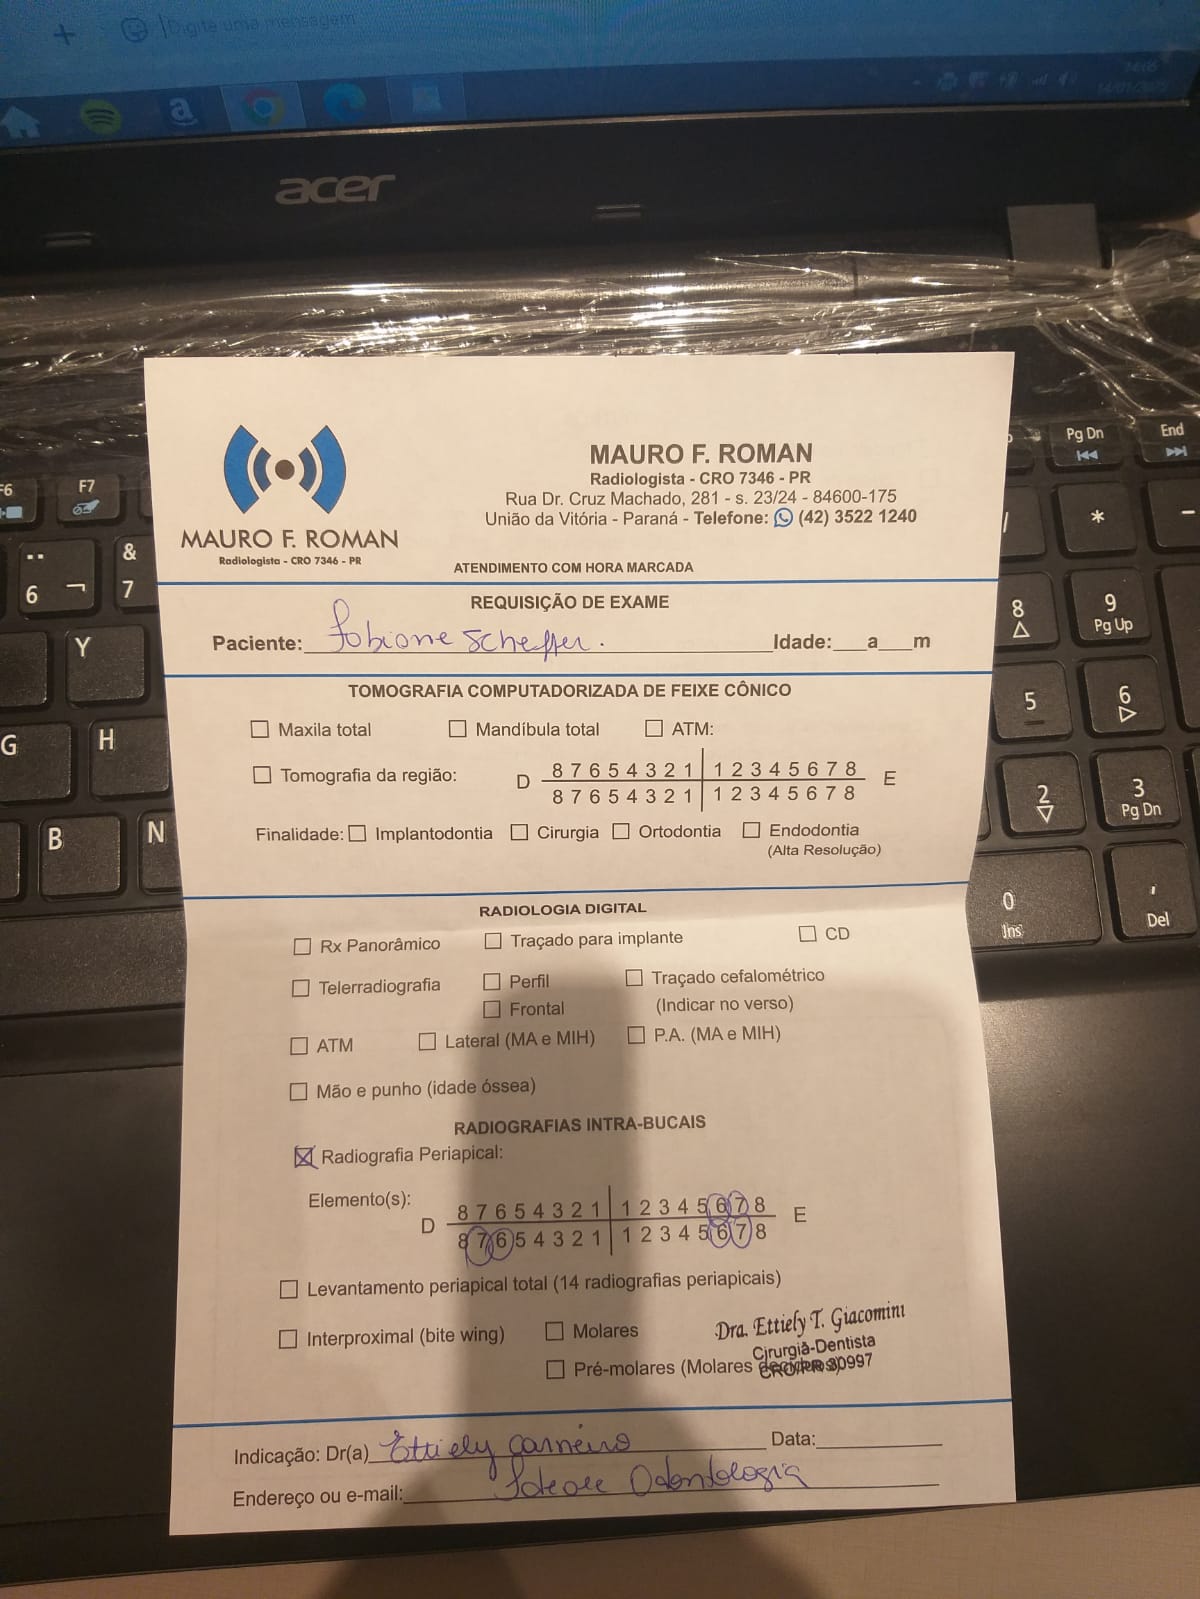 Digite uma mensagem
14:05
acer
Pg Dn
End
F6
F7
*
-
/
&
6 ¬
7
8
9
Pg Up
Y
5
6
G
H
2
3
Pg Dn
B
N
0
Ins
,
Del
MAURO F. ROMAN
Radiologista - CRO 7346 - PR
MAURO F. ROMAN
Radiologista - CRO 7346 - PR
Rua Dr. Cruz Machado, 281 - s. 23/24 - 84600-175
União da Vitória - Paraná - Telefone: (42) 3522 1240
ATENDIMENTO COM HORA MARCADA
REQUISIÇÃO DE EXAME
Paciente: Fabiane Scheffer. Idade:___a___m
TOMOGRAFIA COMPUTADORIZADA DE FEIXE CÔNICO
Maxila total Mandíbula total ATM:
Tomografia da região: D 8 7 6 5 4 3 2 1 1 2 3 4 5 6 7 8 E
8 7 6 5 4 3 2 1 1 2 3 4 5 6 7 8
Finalidade: Implantodontia Cirurgia Ortodontia Endodontia
(Alta Resolução)
RADIOLOGIA DIGITAL
Rx Panorâmico Traçado para implante CD
Telerradiografia Perfil Traçado cefalométrico
Frontal (Indicar no verso)
ATM Lateral (MA e MIH) P.A. (MA e MIH)
Mão e punho (idade óssea)
RADIOGRAFIAS INTRA-BUCAIS
Radiografia Periapical:
Elemento(s): D 8 7 6 5 4 3 2 1 1 2 3 4 5 6 7 8 E
8 7 6 5 4 3 2 1 1 2 3 4 5 6 7 8
Levantamento periapical total (14 radiografias periapicais)
Interproximal (bite wing) Molares
Pré-molares (Molares decíduos)
Dra. Ettiely T. Giacomini
Cirurgiã-Dentista
CRO/PR 30997
Indicação: Dr(a) Ettiely Carneiro Data:
Endereço ou e-mail: Odontologia